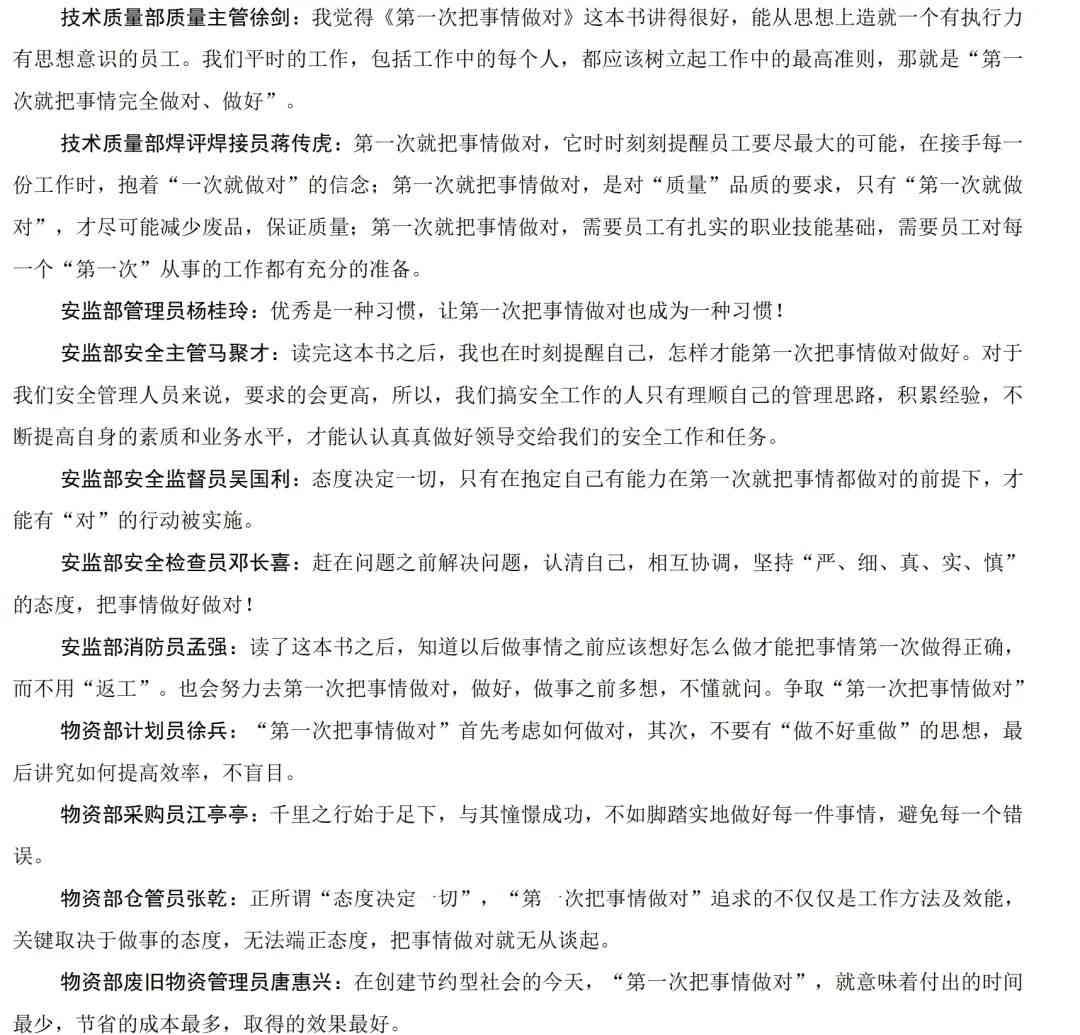 技术质量部质量主管徐剑：我觉得《第一次把事情做对》这本书讲得很好，能从思想上造就一个有执行力
有思想意识的员工。我们平时的工作，包括工作中的每个人，都应该树立起工作中的最高准则，那就是“第一
次就把事情完全做对、做好”。
技术质量部焊评焊接员蒋传虎：第一次就把事情做对，它时时刻刻提醒员工要尽最大的可能，在接手每一
份工作时，抱着“一次就做对”的信念；第一次就把事情做对，是对“质量”品质的要求，只有“第一次就做
对”，才尽可能减少废品，保证质量；第一次就把事情做对，需要员工有扎实的职业技能基础，需要员工对每
一个“第一次”从事的工作都有充分的准备。
安监部管理员杨桂玲：优秀是一种习惯，让第一次把事情做对也成为一种习惯！
安监部安全主管马聚才：读完这本书之后，我也在时刻提醒自己，怎样才能第一次把事情做对做好。对于
我们安全管理人员来说，要求的会更高，所以，我们搞安全工作的人只有理顺自己的管理思路，积累经验，不
断提高自身的素质和业务水平，才能认认真真做好领导交给我们的安全工作和任务。
安监部安全监督员吴国利：态度决定一切，只有在抱定自己有能力在第一次就把事情都做对的前提下，才
能有“对”的行动被实施。
安监部安全检查员邓长喜：赶在问题之前解决问题，认清自己，相互协调，坚持“严、细、真、实、慎”
的态度，把事情做好做对！
安监部消防员孟强：读了这本书之后，知道以后做事情之前应该想好怎么做才能把事情第一次做得正确，
而不用“返工”。也会努力去第一次把事情做对，做好，做事之前多想，不懂就问。争取“第一次把事情做对”
物资部计划员徐兵：“第一次把事情做对”首先考虑如何做对，其次，不要有“做不好重做”的思想，最
后讲究如何提高效率，不盲目。
物资部采购员江亭亭：千里之行始于足下，与其憧憬成功，不如脚踏实地做好每一件事情，避免每一个错
误。
物资部仓管员张乾：正所谓“态度决定一切”，“第一次把事情做对”追求的不仅仅是工作方法及效能，
关键取决于做事的态度，无法端正态度，把事情做对就无从谈起。
物资部废旧物资管理员唐惠兴：在创建节约型社会的今天，“第一次把事情做对”，就意味着付出的时间
最少，节省的成本最多，取得的效果最好。